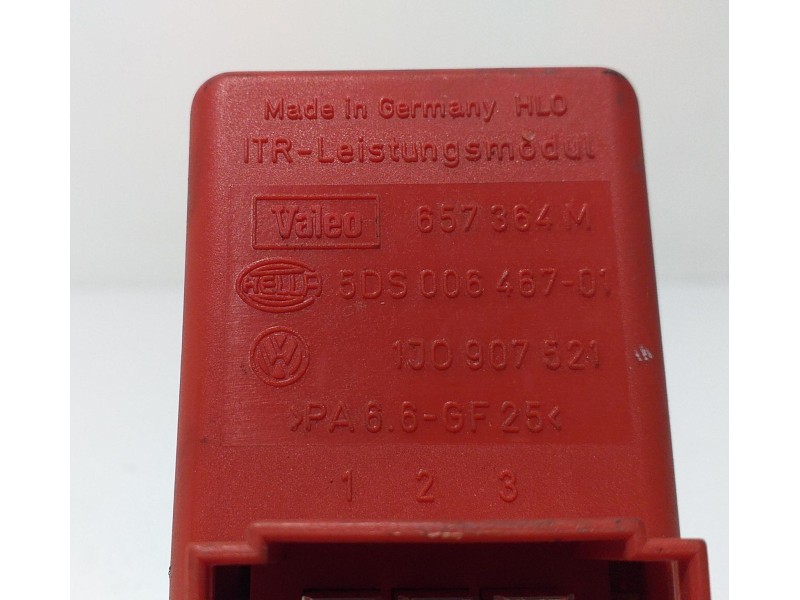 Made in Germany HLO
ITR-Leistungsmodul
Valeo 657 364 M
HELLA 5DS 006 467-01
VW 1J0 907 521
>PA 6.6-GF 25<
1 2 3